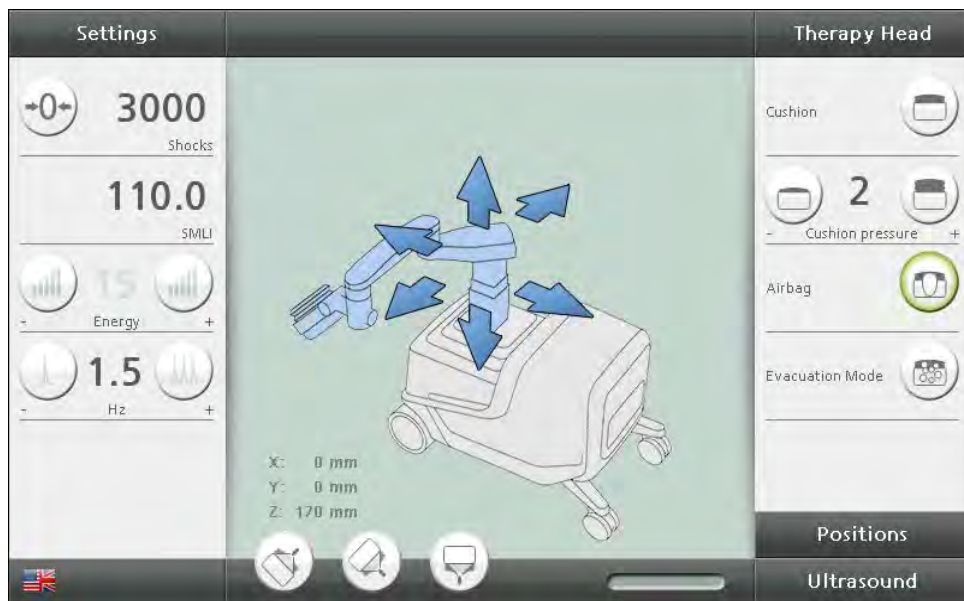 Settings
Therapy Head
0
3000
Shocks
110.0
SMLI
15
- Energy +
1.5
- Hz +
X: 0 mm
Y: 0 mm
Z: 170 mm
Cushion
2
- Cushion pressure +
Airbag
Evacuation Mode
Positions
Ultrasound